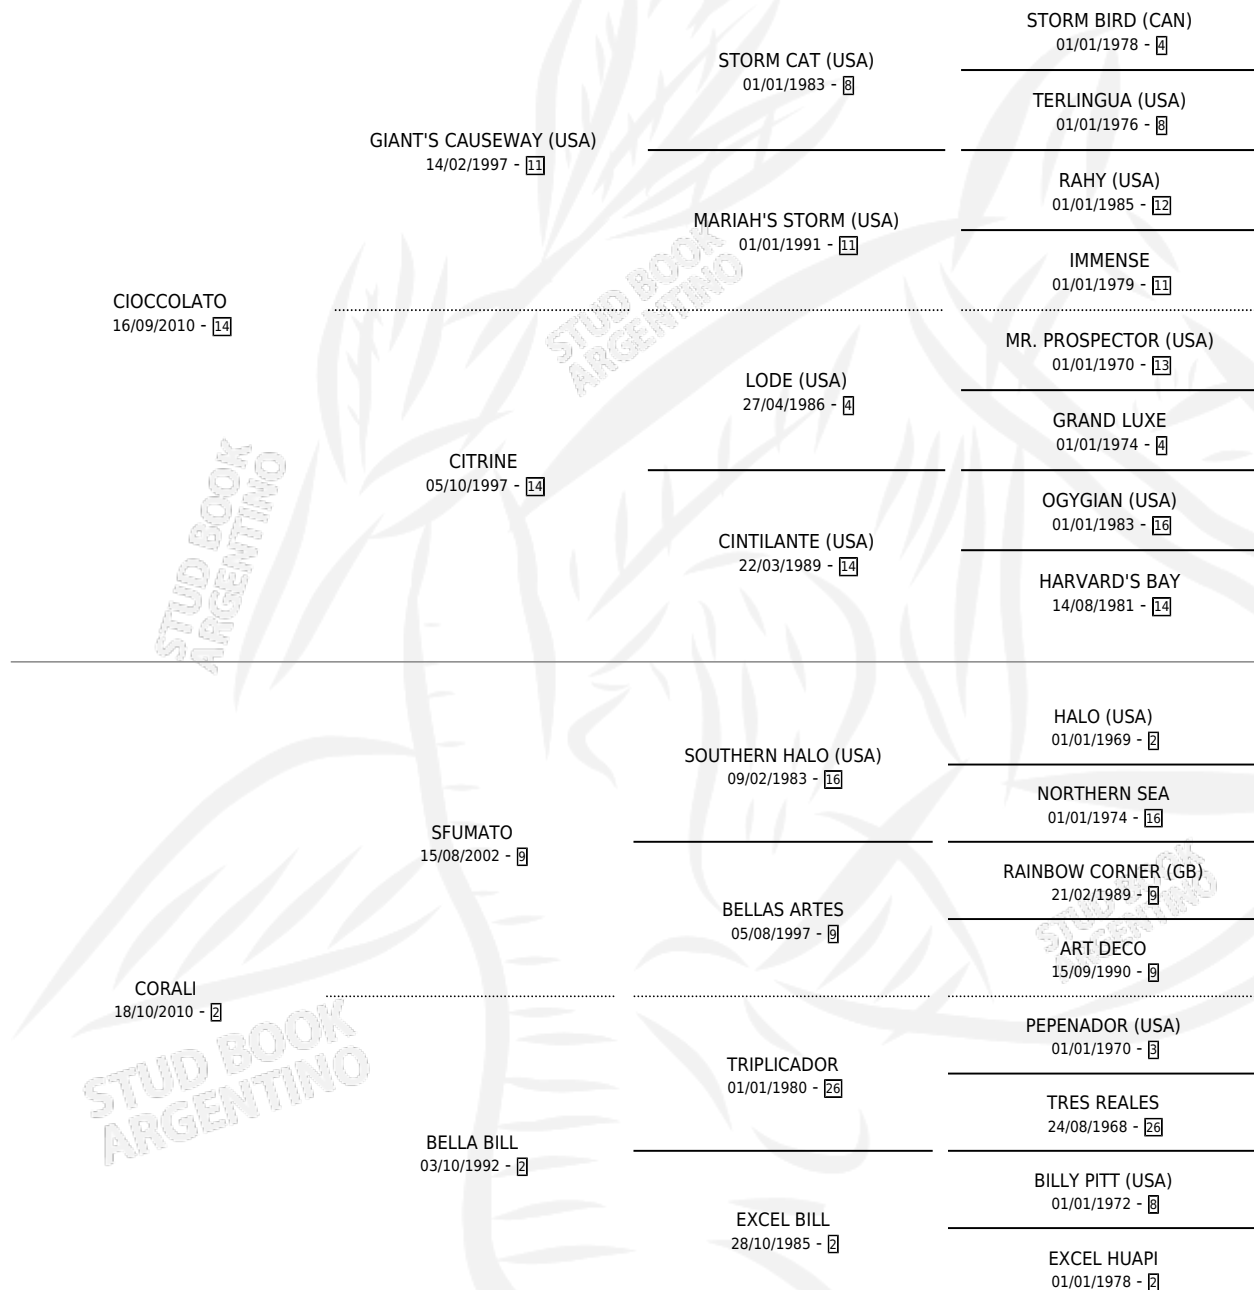 STORM BIRD (CAN)
01/01/1978 - 4
STORM CAT (USA)
01/01/1983 - 8
TERLINGUA (USA)
01/01/1976 - 8
GIANT'S CAUSEWAY (USA)
14/02/1997 - 11
RAHY (USA)
01/01/1985 - 12
MARIAH'S STORM (USA)
01/01/1991 - 11
IMMENSE
01/01/1979 - 11
CIOCCOLATO
16/09/2010 - 14
MR. PROSPECTOR (USA)
01/01/1970 - 13
LODE (USA)
27/04/1986 - 4
GRAND LUXE
01/01/1974 - 4
CITRINE
05/10/1997 - 14
OGYGIAN (USA)
01/01/1983 - 16
CINTILANTE (USA)
22/03/1989 - 14
HARVARD'S BAY
14/08/1981 - 14
HALO (USA)
01/01/1969 - 2
SOUTHERN HALO (USA)
09/02/1983 - 16
NORTHERN SEA
01/01/1974 - 16
SFUMATO
15/08/2002 - 9
RAINBOW CORNER (GB)
21/02/1989 - 9
BELLAS ARTES
05/08/1997 - 9
ART DECO
15/09/1990 - 9
CORALI
18/10/2010 - 2
PEPENADOR (USA)
01/01/1970 - 3
TRIPLICADOR
01/01/1980 - 26
TRES REALES
24/08/1968 - 26
BELLA BILL
03/10/1992 - 2
BILLY PITT (USA)
01/01/1972 - 8
EXCEL BILL
28/10/1985 - 2
EXCEL HUAPI
01/01/1978 - 2
STUD BOOK
ARGENTINO
STUD BOOK
ARGENTINO
STUD BOOK
ARGENTINO
STUD BOOK
ARGENTINO